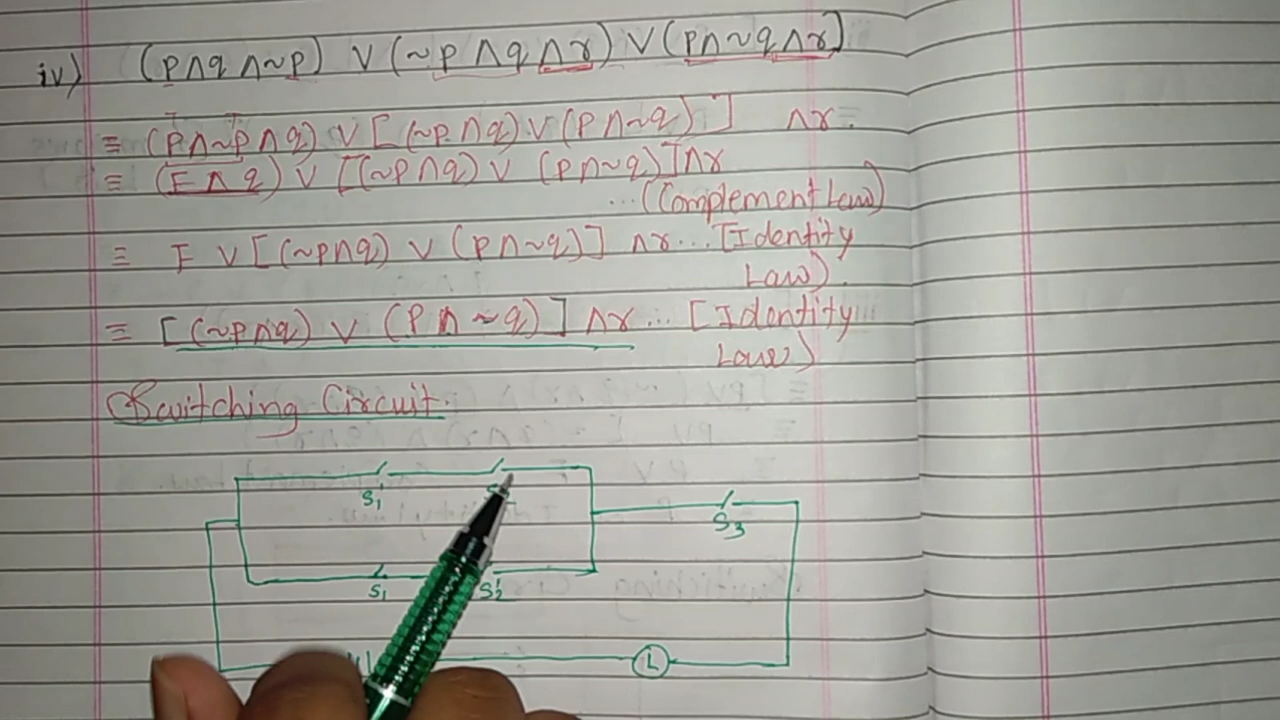 iv) (p∧q∧~p) ∨ (~p∧q∧r) ∨ (p∧~q∧r)
≡ (p∧~p∧q) ∨ [(~p∧q) ∨ (p∧~q)] ∧r.
≡ (F∧q) ∨ [(~p∧q) ∨ (p∧~q)]∧r
...(Complement Law)
≡ F ∨ [(~p∧q) ∨ (p∧~q)] ∧r... [Identity
Law)
≡ [(~p∧q) ∨ (p∧~q)] ∧r... [Identity
Law)
Switching Circuit.
S₁'
S₃
S₁ S₂'
L